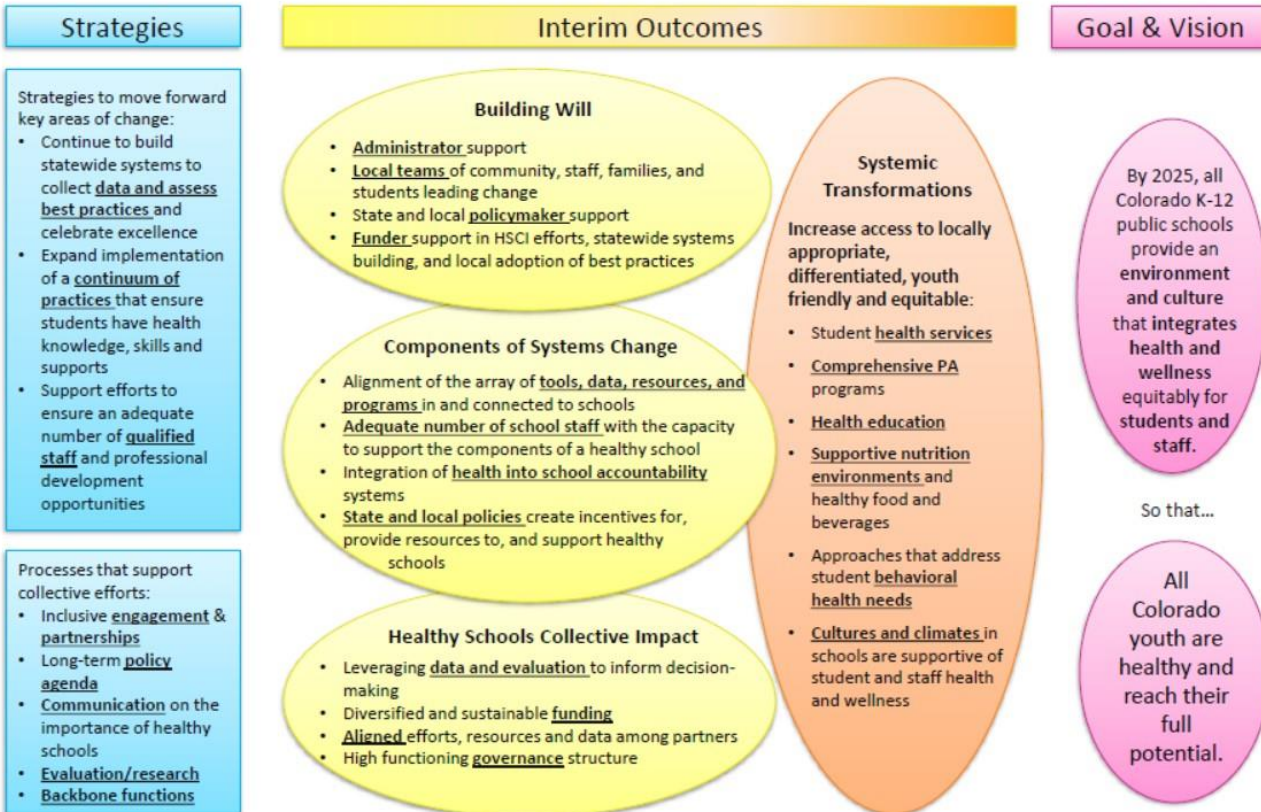 Strategies
Strategies to move forward
key areas of change:
• Continue to build
statewide systems to
collect data and assess
best practices and
celebrate excellence
• Expand implementation
of a continuum of
practices that ensure
students have health
knowledge, skills and
supports
• Support efforts to
ensure an adequate
number of qualified
staff and professional
development
opportunities
Processes that support
collective efforts:
• Inclusive engagement &
partnerships
• Long-term policy
agenda
• Communication on the
importance of healthy
schools
• Evaluation/research
• Backbone functions
Interim Outcomes
Building Will
• Administrator support
• Local teams of community, staff, families, and
students leading change
• State and local policymaker support
• Funder support in HSCI efforts, statewide systems
building, and local adoption of best practices
Components of Systems Change
• Alignment of the array of tools, data, resources, and
programs in and connected to schools
• Adequate number of school staff with the capacity
to support the components of a healthy school
• Integration of health into school accountability
systems
• State and local policies create incentives for,
provide resources to, and support healthy
schools
Healthy Schools Collective Impact
• Leveraging data and evaluation to inform decision-
making
• Diversified and sustainable funding
• Aligned efforts, resources and data among partners
• High functioning governance structure
Systemic
Transformations
Increase access to locally
appropriate,
differentiated, youth
friendly and equitable:
• Student health services
• Comprehensive PA
programs
• Health education
• Supportive nutrition
environments and
healthy food and
beverages
• Approaches that address
student behavioral
health needs
• Cultures and climates in
schools are supportive of
student and staff health
and wellness
Goal & Vision
By 2025, all
Colorado K-12
public schools
provide an
environment
and culture
that integrates
health and
wellness
equitably for
students and
staff.
So that...
All
Colorado
youth are
healthy and
reach their
full
potential.